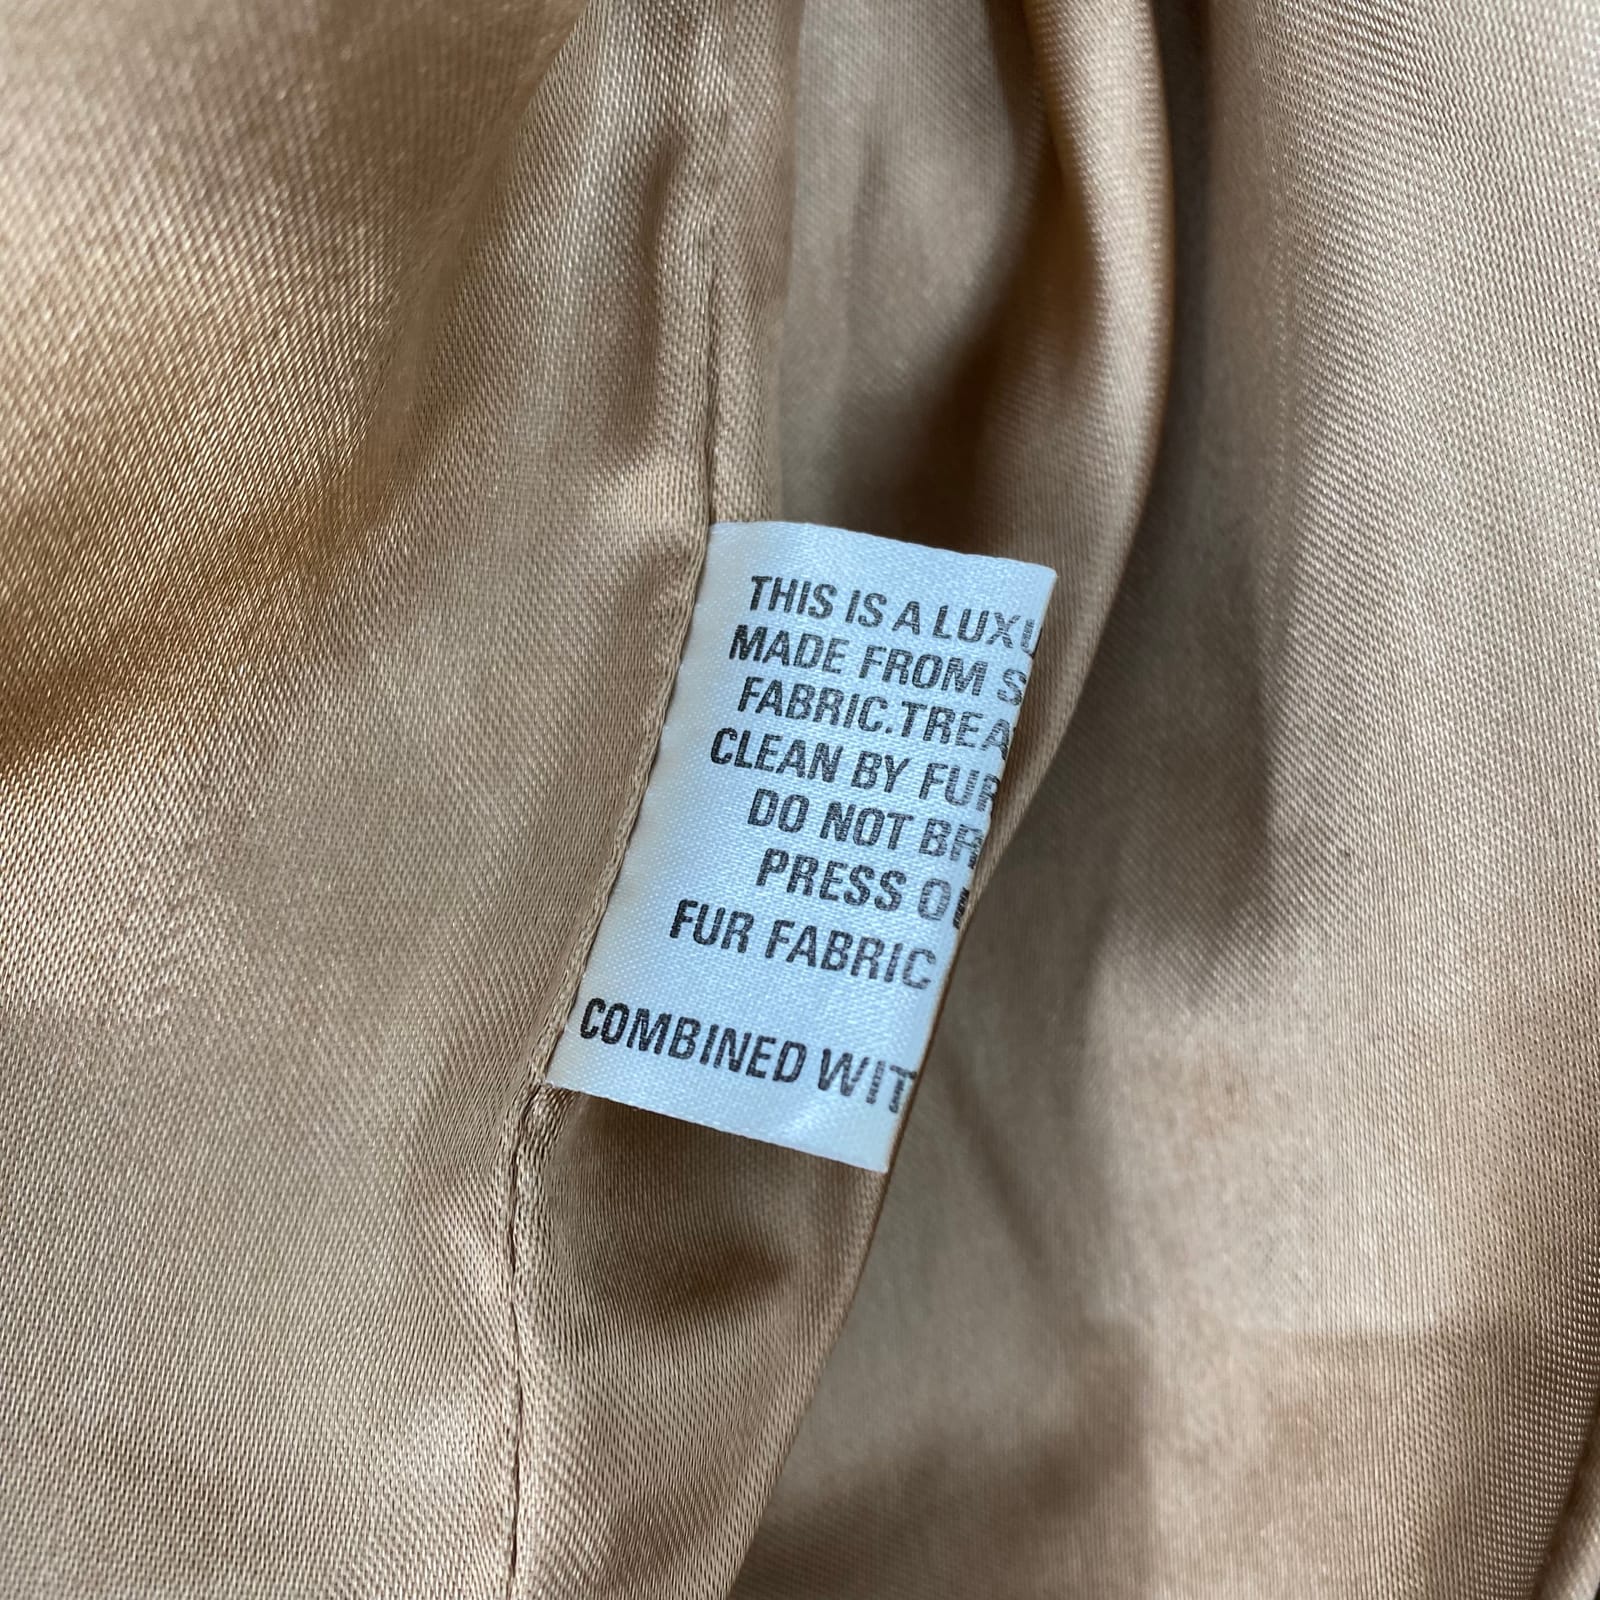 THIS IS A LUXU
MADE FROM S
FABRIC.TREA
CLEAN BY FUR
DO NOT BR
PRESS O
FUR FABRIC
COMBINED WIT